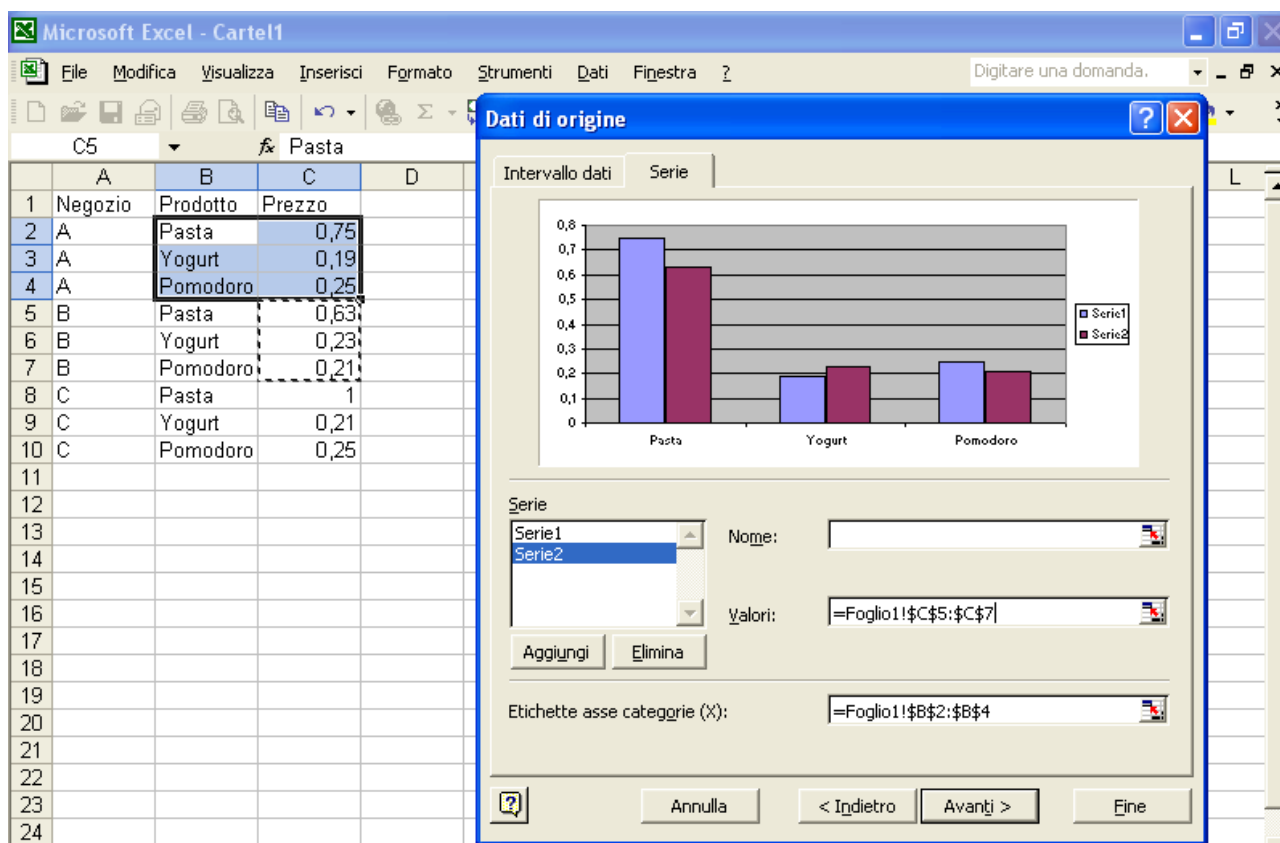 Microsoft Excel - Cartel1
File Modifica Visualizza Inserisci Formato Strumenti Dati Finestra ? Digitare una domanda.
C5 fx Pasta
Dati di origine
Intervallo dati Serie
A B C D L
1 Negozio Prodotto Prezzo
2 A Pasta 0,75
3 A Yogurt 0,19
4 A Pomodoro 0,25
5 B Pasta 0,63
6 B Yogurt 0,23
7 B Pomodoro 0,21
8 C Pasta 1
9 C Yogurt 0,21
10 C Pomodoro 0,25
11
12
13
14
15
16
17
18
19
20
21
22
23
24
0,8
0,7
0,6
0,5
0,4
0,3
0,2
0,1
0
Pasta Yogurt Pomodoro
Serie1
Serie2
Serie
Serie1
Serie2
Nome:
Valori: =Foglio1!$C$5:$C$7
Aggiungi Elimina
Etichette asse categorie (X): =Foglio1!$B$2:$B$4
Annulla < Indietro Avanti > Fine